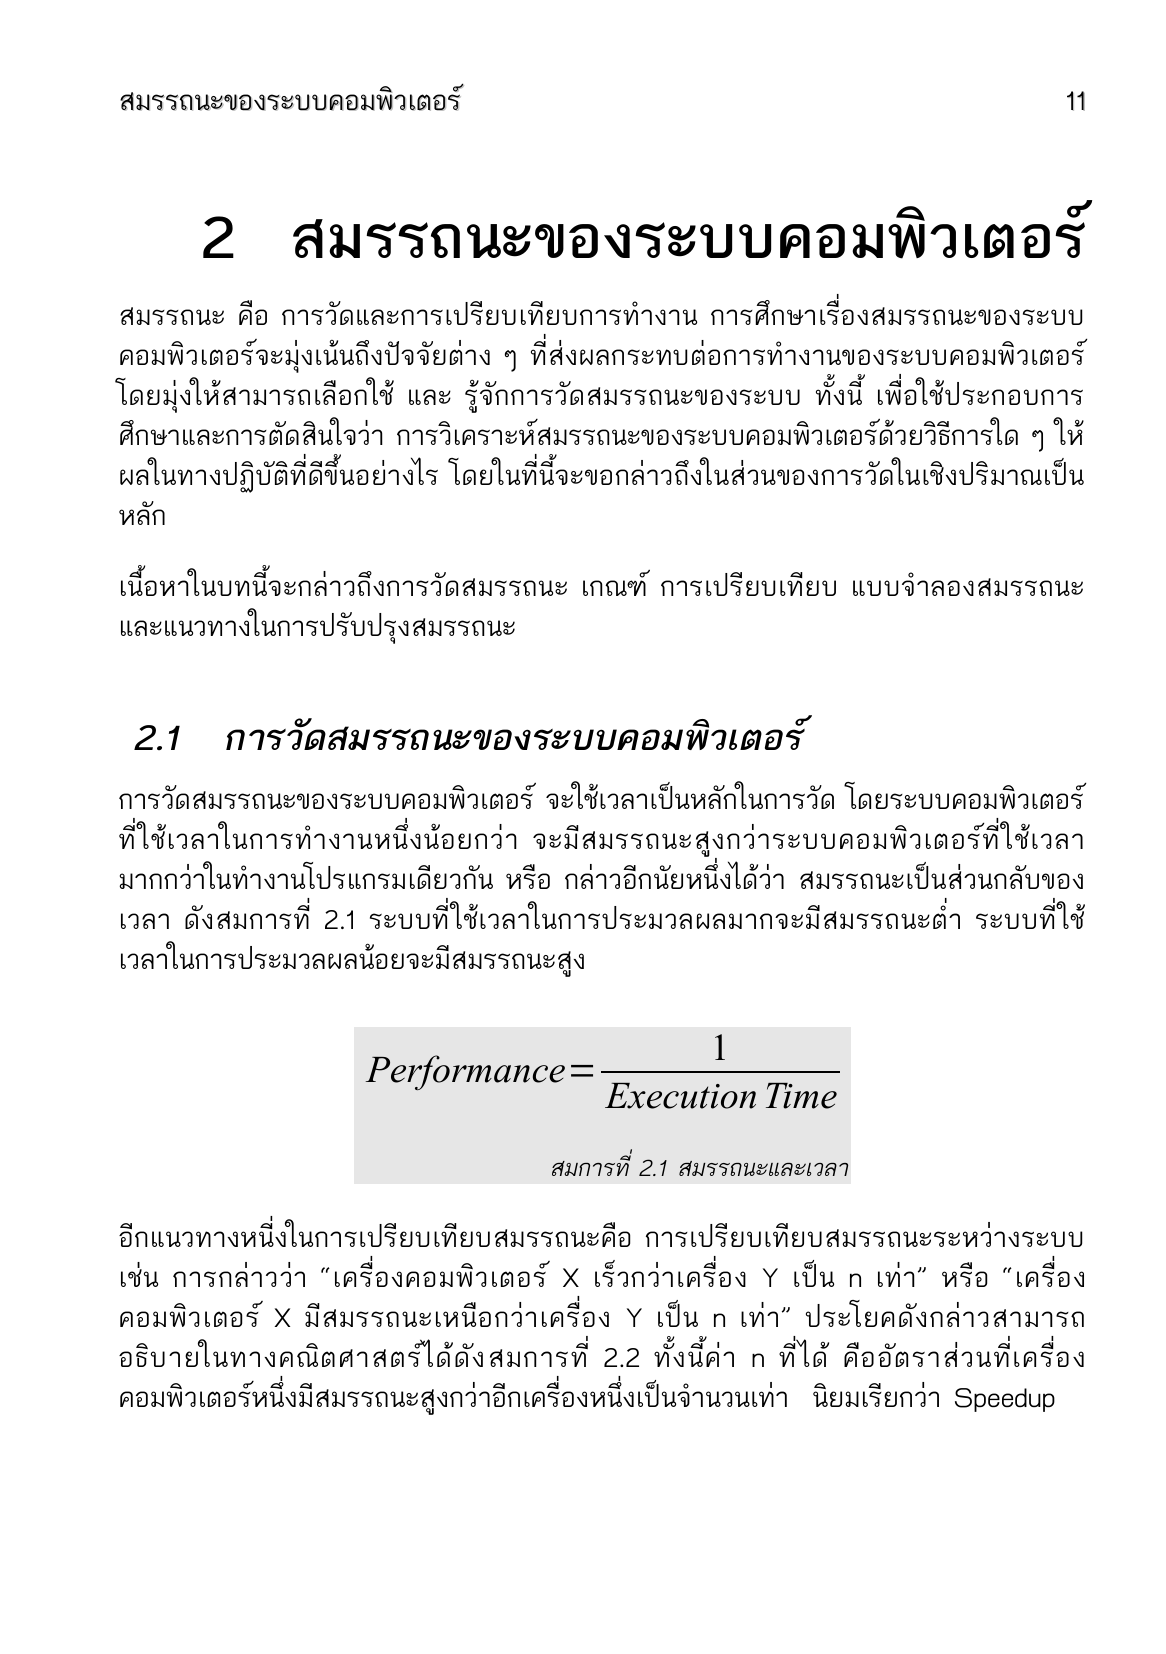 สมรรถนะของระบบคอมพิวเตอร์ 11
2 สมรรถนะของระบบคอมพิวเตอร์
สมรรถนะ คือ การวัดและการเปรียบเทียบการทำงาน การศึกษาเรื่องสมรรถนะของระบบ
คอมพิวเตอร์จะมุ่งเน้นถึงปัจจัยต่าง ๆ ที่ส่งผลกระทบต่อการทำงานของระบบคอมพิวเตอร์
โดยมุ่งให้สามารถเลือกใช้ และ รู้จักการวัดสมรรถนะของระบบ ทั้งนี้ เพื่อใช้ประกอบการ
ศึกษาและการตัดสินใจว่า การวิเคราะห์สมรรถนะของระบบคอมพิวเตอร์ด้วยวิธีการใด ๆ ให้
ผลในทางปฏิบัติที่ดีขึ้นอย่างไร โดยในที่นี้จะขอกล่าวถึงในส่วนของการวัดในเชิงปริมาณเป็น
หลัก
เนื้อหาในบทนี้จะกล่าวถึงการวัดสมรรถนะ เกณฑ์ การเปรียบเทียบ แบบจำลองสมรรถนะ
และแนวทางในการปรับปรุงสมรรถนะ
2.1 การวัดสมรรถนะของระบบคอมพิวเตอร์
การวัดสมรรถนะของระบบคอมพิวเตอร์ จะใช้เวลาเป็นหลักในการวัด โดยระบบคอมพิวเตอร์
ที่ใช้เวลาในการทำงานหนึ่งน้อยกว่า จะมีสมรรถนะสูงกว่าระบบคอมพิวเตอร์ที่ใช้เวลา
มากกว่าในทำงานโปรแกรมเดียวกัน หรือ กล่าวอีกนัยหนึ่งได้ว่า สมรรถนะเป็นส่วนกลับของ
เวลา ดังสมการที่ 2.1 ระบบที่ใช้เวลาในการประมวลผลมากจะมีสมรรถนะต่ำ ระบบที่ใช้
เวลาในการประมวลผลน้อยจะมีสมรรถนะสูง
1
Performance=
Execution Time
สมการที่ 2.1 สมรรถนะและเวลา
อีกแนวทางหนี่งในการเปรียบเทียบสมรรถนะคือ การเปรียบเทียบสมรรถนะระหว่างระบบ
เช่น การกล่าวว่า “เครื่องคอมพิวเตอร์ X เร็วกว่าเครื่อง Y เป็น n เท่า” หรือ “เครื่อง
คอมพิวเตอร์ X มีสมรรถนะเหนือกว่าเครื่อง Y เป็น n เท่า” ประโยคดังกล่าวสามารถ
อธิบายในทางคณิตศาสตร์ได้ดังสมการที่ 2.2 ทั้งนี้ค่า n ที่ได้ คืออัตราส่วนที่เครื่อง
คอมพิวเตอร์หนึ่งมีสมรรถนะสูงกว่าอีกเครื่องหนึ่งเป็นจำนวนเท่า นิยมเรียกว่า Speedup